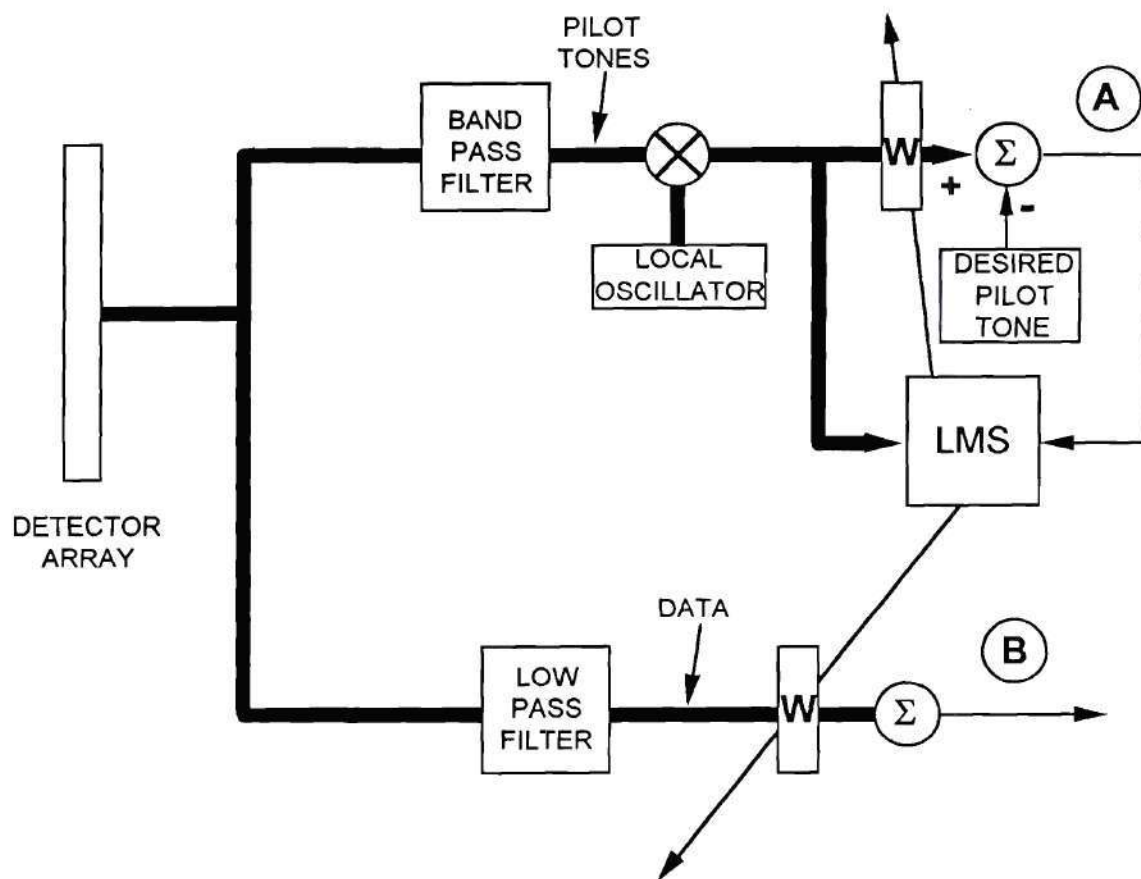 PILOT
TONES
BAND
PASS
FILTER
LOCAL
OSCILLATOR
W
+
Σ
-
A
DESIRED
PILOT
TONE
LMS
DETECTOR
ARRAY
DATA
LOW
PASS
FILTER
W
Σ
B